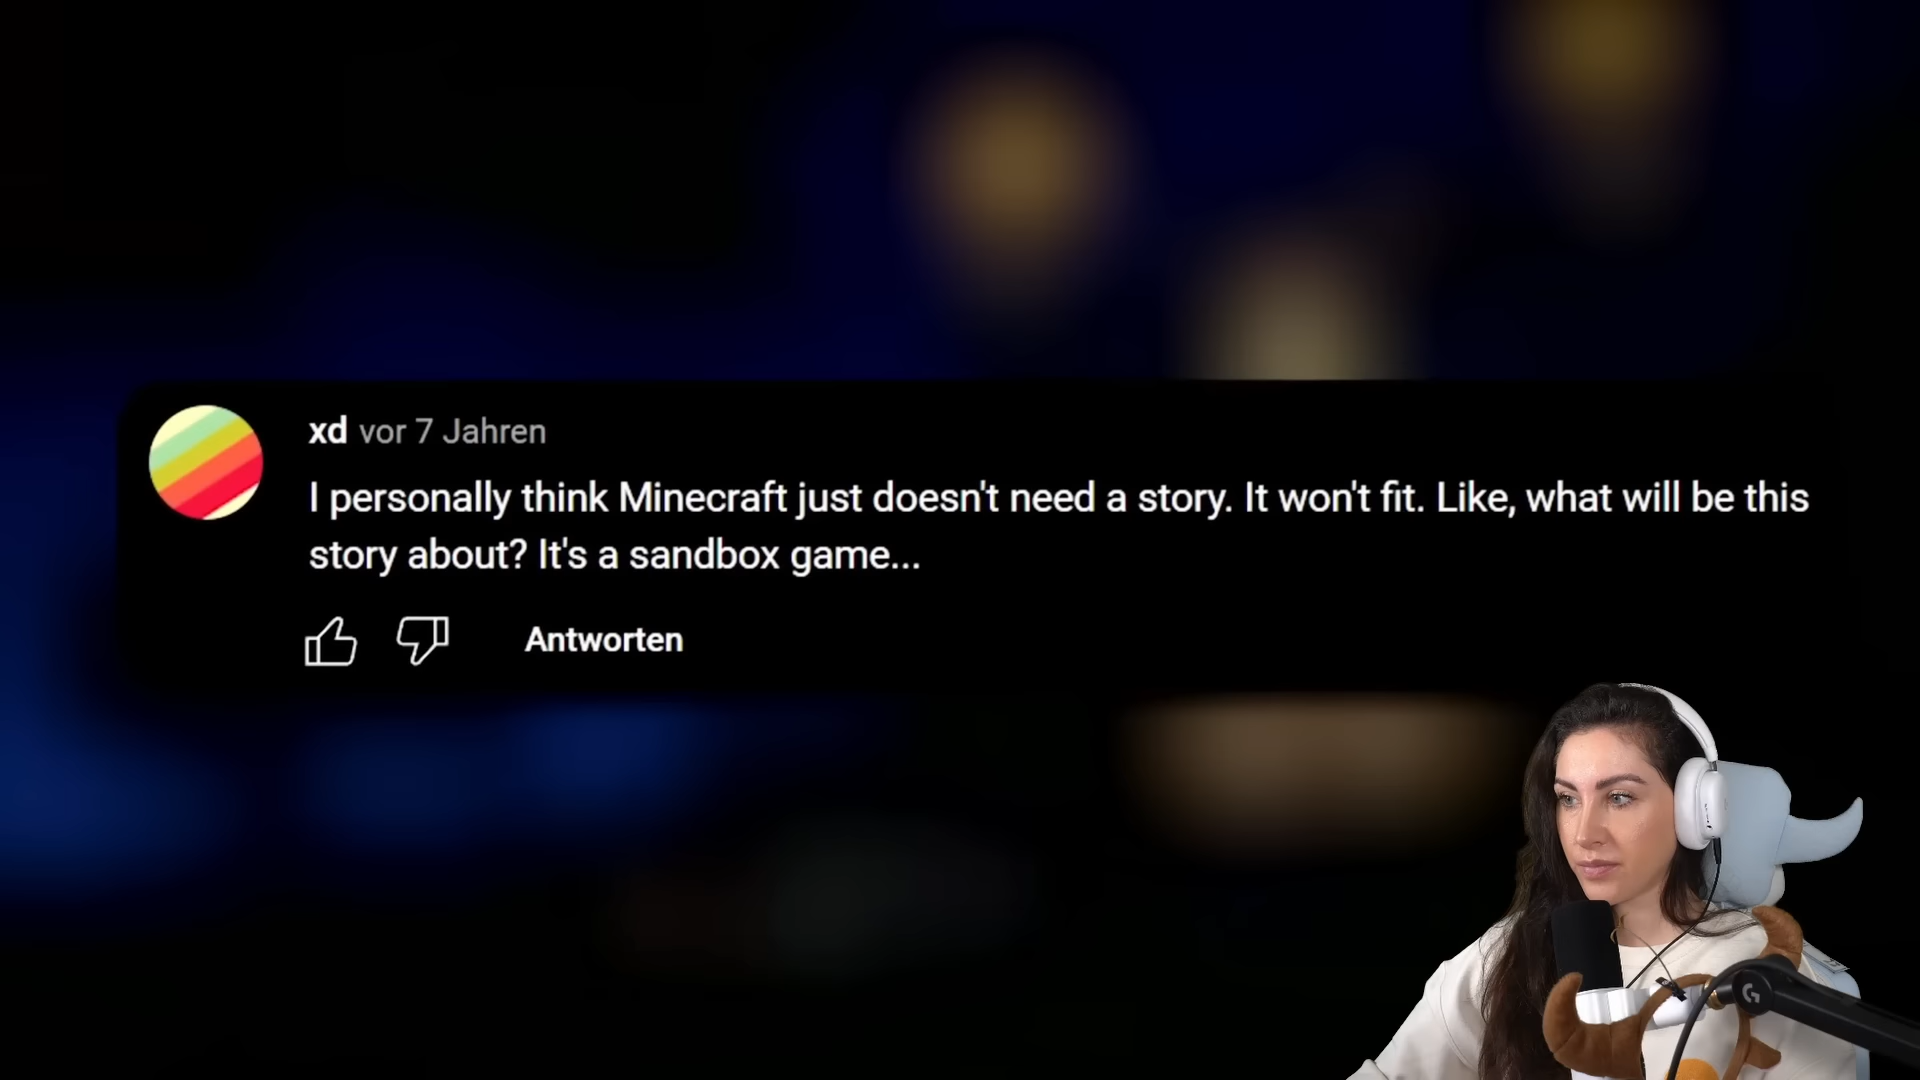 xd vor 7 Jahren
I personally think Minecraft just doesn't need a story. It won't fit. Like, what will be this
story about? It's a sandbox game...
Antworten
G